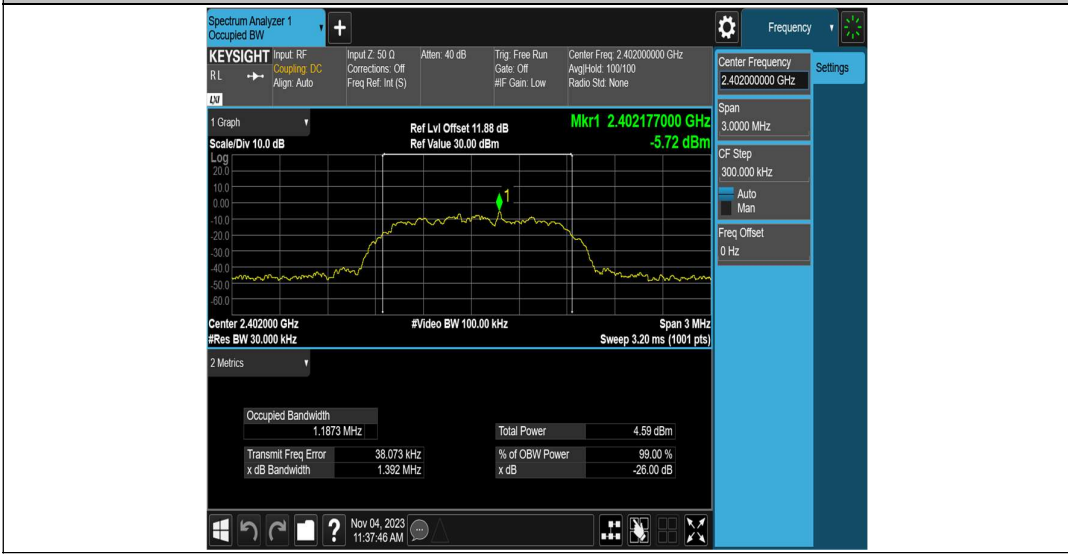 Spectrum Analyzer 1
Occupied BW
+
Frequency
KEYSIGHT
R L
LXI
Input: RF
Coupling: DC
Align: Auto
Input Z: 50 Ω
Corrections: Off
Freq Ref: Int (S)
Atten: 40 dB
Trig: Free Run
Gate: Off
#IF Gain: Low
Center Freq: 2.402000000 GHz
Avg|Hold: 100/100
Radio Std: None
Center Frequency
2.402000000 GHz
Settings
Span
3.0000 MHz
CF Step
300.000 kHz
Auto
Man
Freq Offset
0 Hz
1 Graph
Scale/Div 10.0 dB
Ref Lvl Offset 11.88 dB
Ref Value 30.00 dBm
Mkr1 2.402177000 GHz
-5.72 dBm
Log
20.0
10.0
0.00
-10.0
-20.0
-30.0
-40.0
-50.0
-60.0
1
Center 2.402000 GHz
#Video BW 100.00 kHz
Span 3 MHz
#Res BW 30.000 kHz
Sweep 3.20 ms (1001 pts)
2 Metrics
Occupied Bandwidth
1.1873 MHz
Total Power 4.59 dBm
Transmit Freq Error 38.073 kHz
% of OBW Power 99.00 %
x dB Bandwidth 1.392 MHz
x dB -26.00 dB
?
Nov 04, 2023
11:37:46 AM